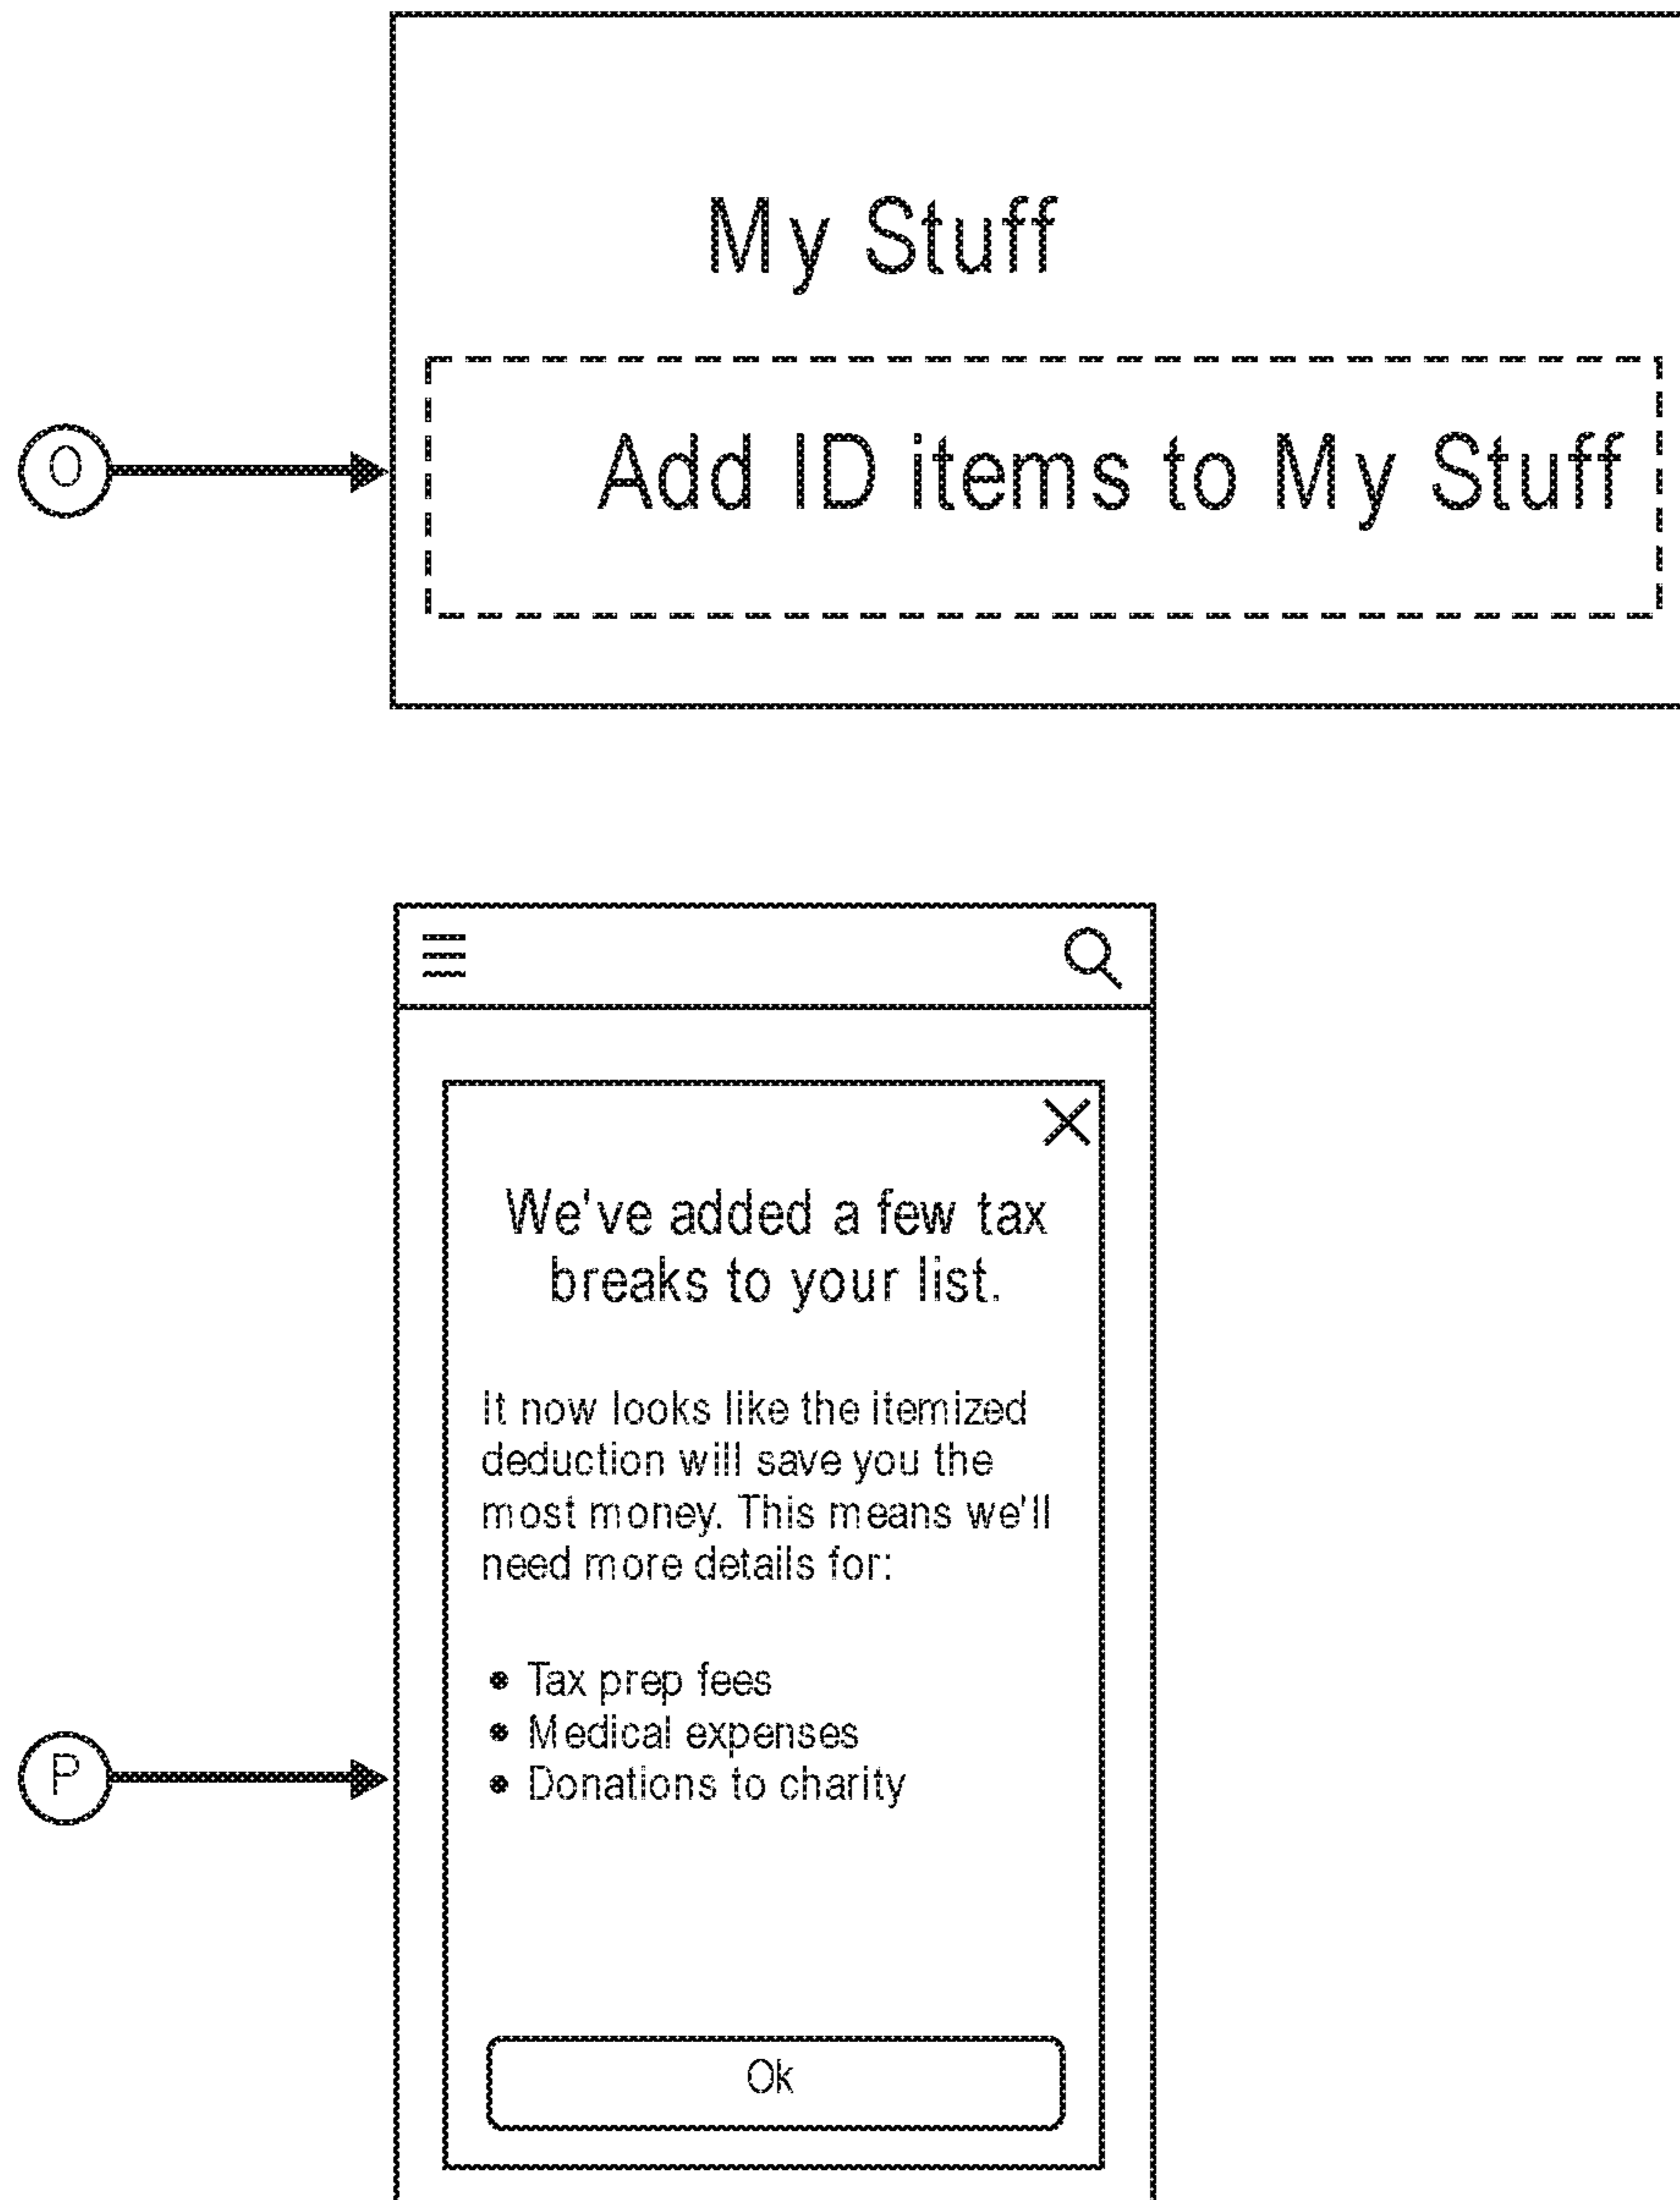 My Stuff
O
Add ID items to My Stuff
We've added a few tax
breaks to your list.
It now looks like the itemized
deduction will save you the
most money. This means we'll
need more details for:
• Tax prep fees
P
• Medical expenses
• Donations to charity
Ok